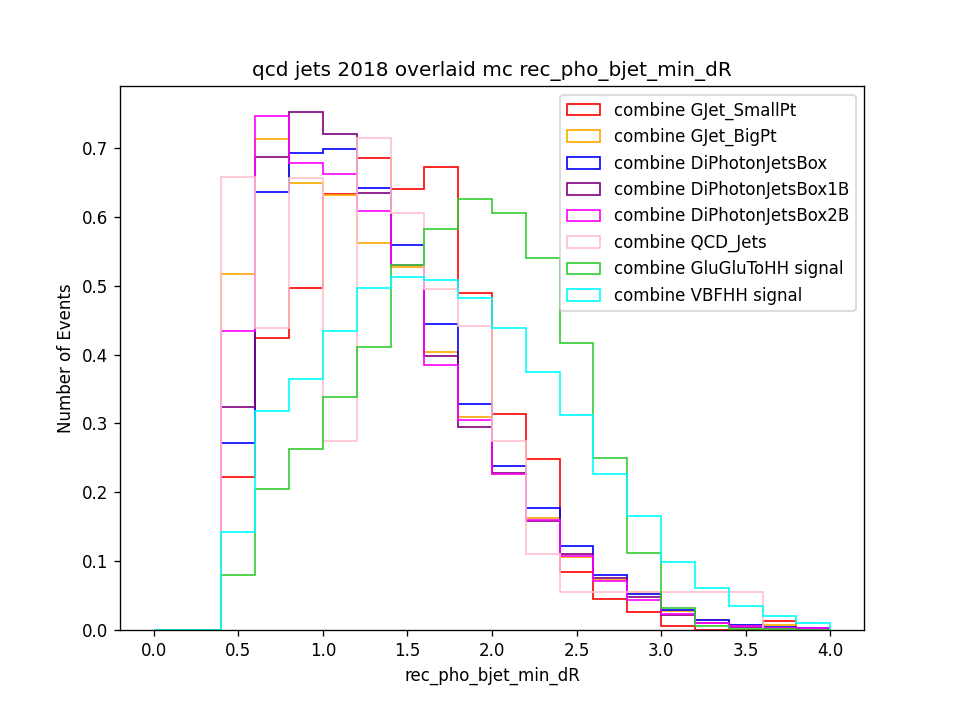 qcd jets 2018 overlaid mc rec_pho_bjet_min_dR
combine GJet_SmallPt
combine GJet_BigPt
combine DiPhotonJetsBox
combine DiPhotonJetsBox1B
combine DiPhotonJetsBox2B
combine QCD_Jets
combine GluGluToHH signal
combine VBFHH signal
Number of Events
0.7
0.6
0.5
0.4
0.3
0.2
0.1
0.0
0.0 0.5 1.0 1.5 2.0 2.5 3.0 3.5 4.0
rec_pho_bjet_min_dR